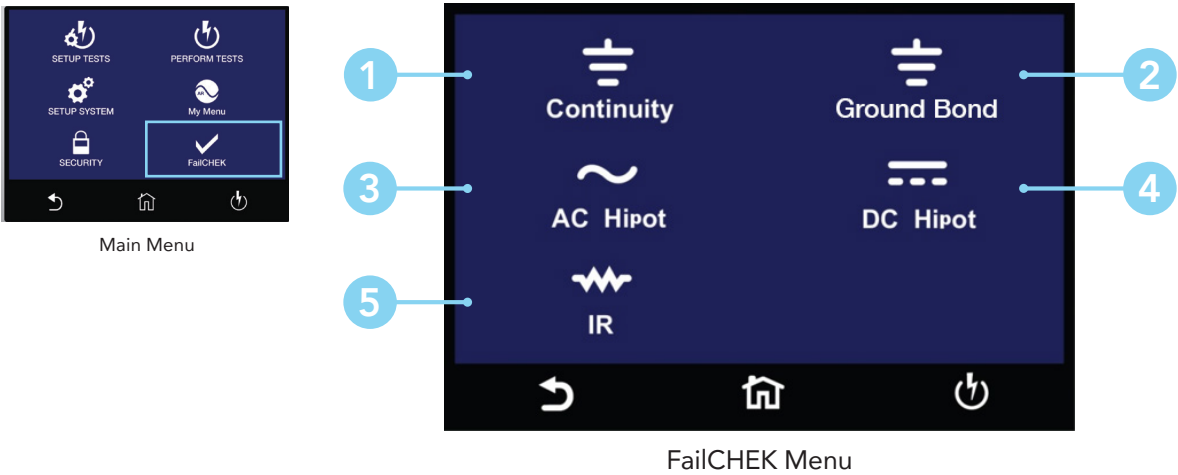 SETUP TESTS
PERFORM TESTS
SETUP SYSTEM
AR
My Menu
SECURITY
FailCHEK
Main Menu
1
Continuity
2
Ground Bond
3
AC Hipot
4
DC Hipot
5
IR
FailCHEK Menu